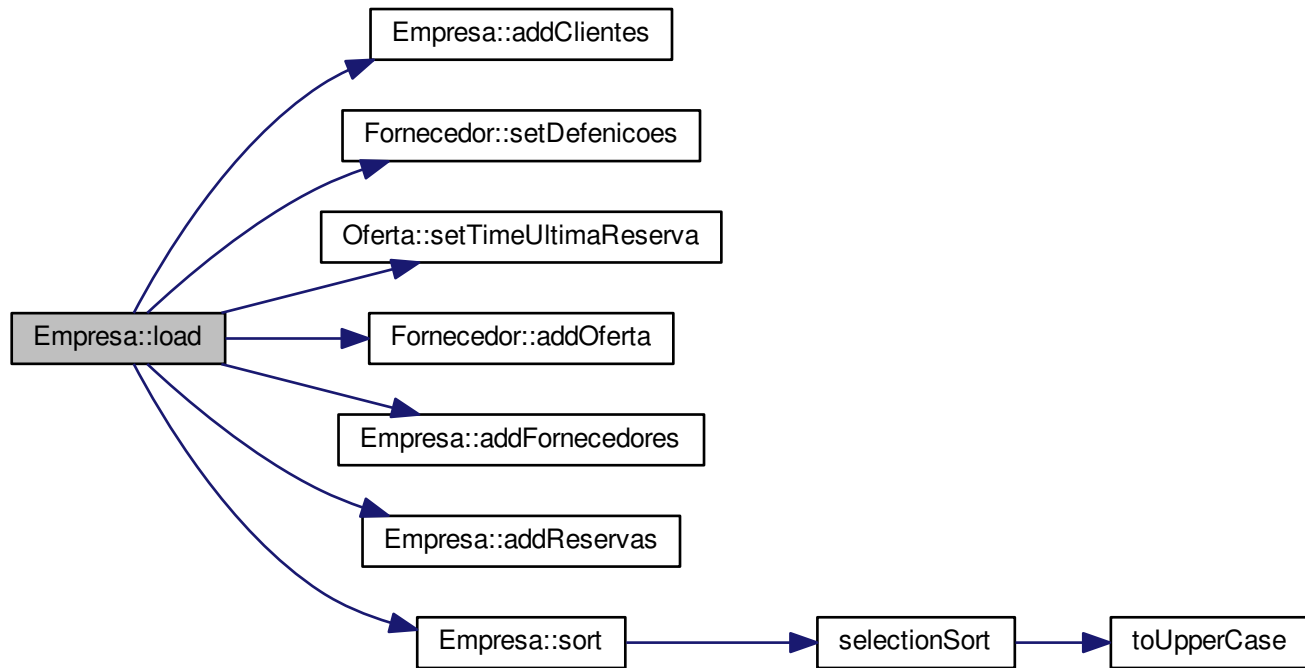 Empresa::addClientes
Fornecedor::setDefenicoes
Oferta::setTimeUltimaReserva
Empresa::load
Fornecedor::addOferta
Empresa::addFornecedores
Empresa::addReservas
Empresa::sort
selectionSort
toUpperCase